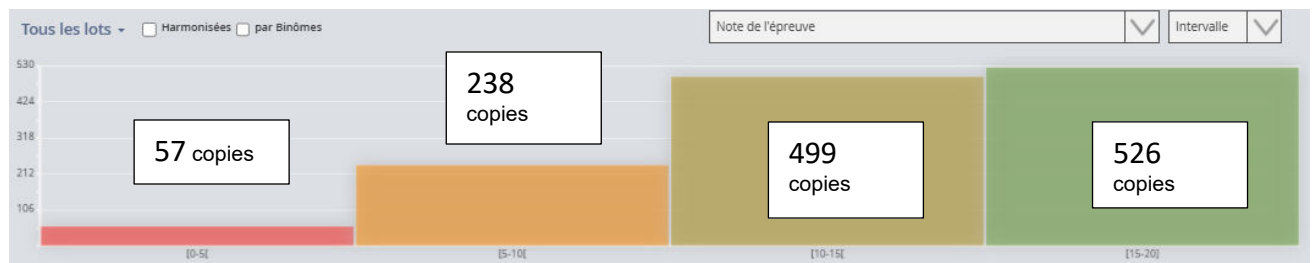 Tous les lots
Harmonisées
par Binômes
Note de l'épreuve
Intervalle
530
424
318
212
106
57 copies
238
copies
499
copies
526
copies
[0-5[
[5-10[
[10-15[
[15-20]